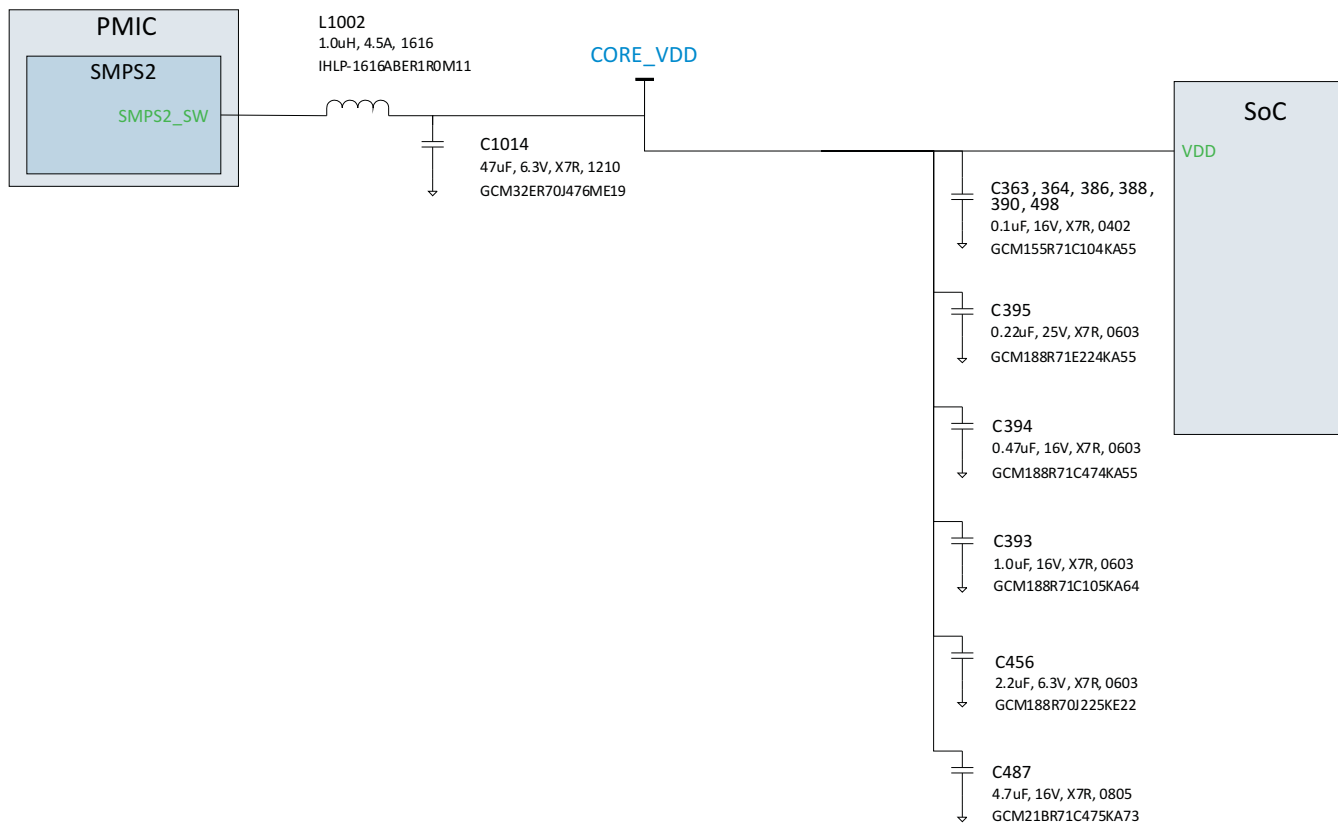 PMIC
SMPS2
SMPS2_SW
L1002
1.0uH, 4.5A, 1616
IHLP-1616ABER1R0M11
C1014
47uF, 6.3V, X7R, 1210
GCM32ER70J476ME19
CORE_VDD
SoC
VDD
C363, 364, 386, 388,
390, 498
0.1uF, 16V, X7R, 0402
GCM155R71C104KA55
C395
0.22uF, 25V, X7R, 0603
GCM188R71E224KA55
C394
0.47uF, 16V, X7R, 0603
GCM188R71C474KA55
C393
1.0uF, 16V, X7R, 0603
GCM188R71C105KA64
C456
2.2uF, 6.3V, X7R, 0603
GCM188R70J225KE22
C487
4.7uF, 16V, X7R, 0805
GCM21BR71C475KA73